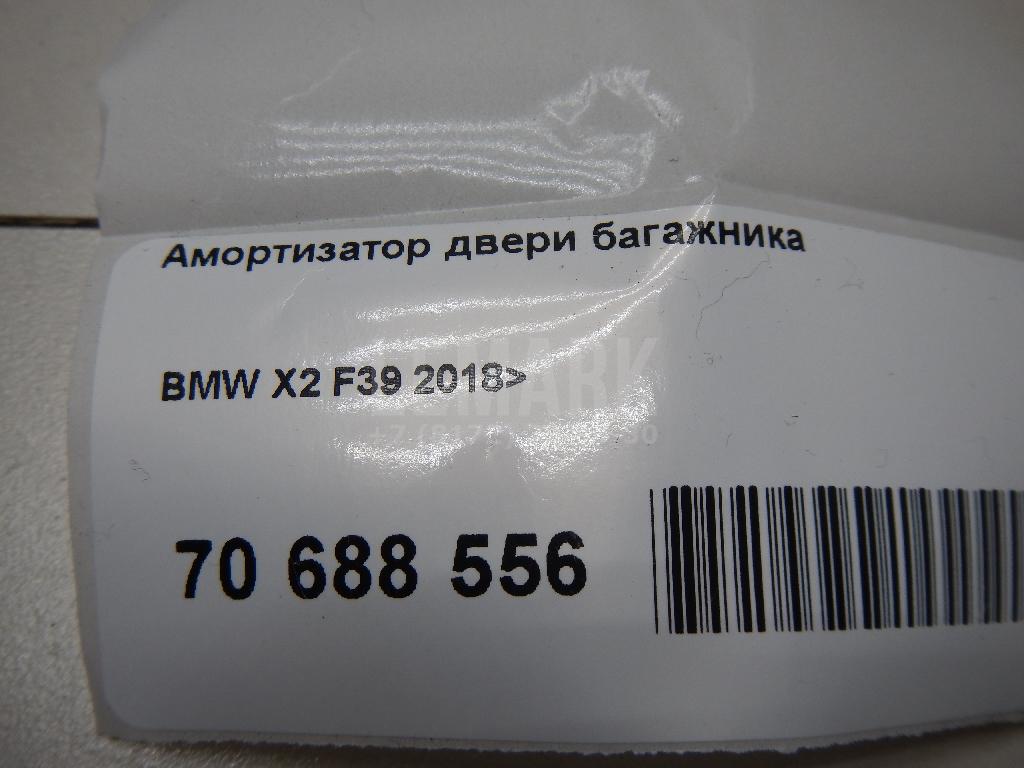 Амортизатор двери багажника
BMW X2 F39 2018>
70 688 556